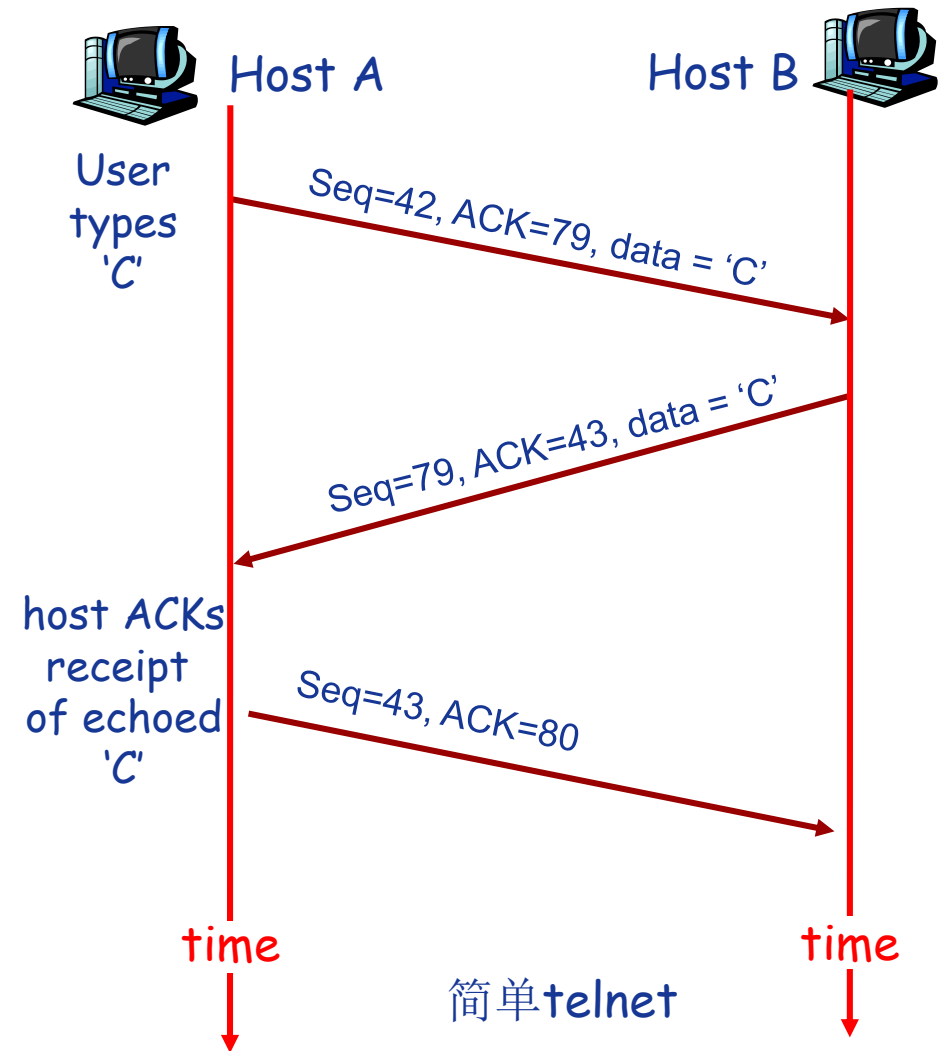 Host A
Host B
User
types
‘C’
Seq=42, ACK=79, data = ‘C’
Seq=79, ACK=43, data = ‘C’
host ACKs
receipt
of echoed
‘C’
Seq=43, ACK=80
time
time
简单telnet